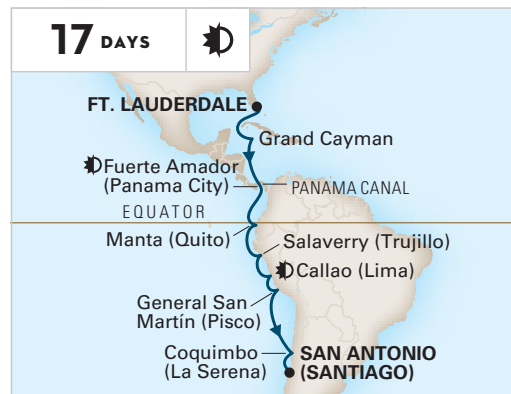 17 DAYS
FT. LAUDERDALE
Grand Cayman
Fuerte Amador
(Panama City)
PANAMA CANAL
EQUATOR
Manta (Quito)
Salaverry (Trujillo)
Callao (Lima)
General San
Martín (Pisco)
Coquimbo
(La Serena)
SAN ANTONIO
(SANTIAGO)